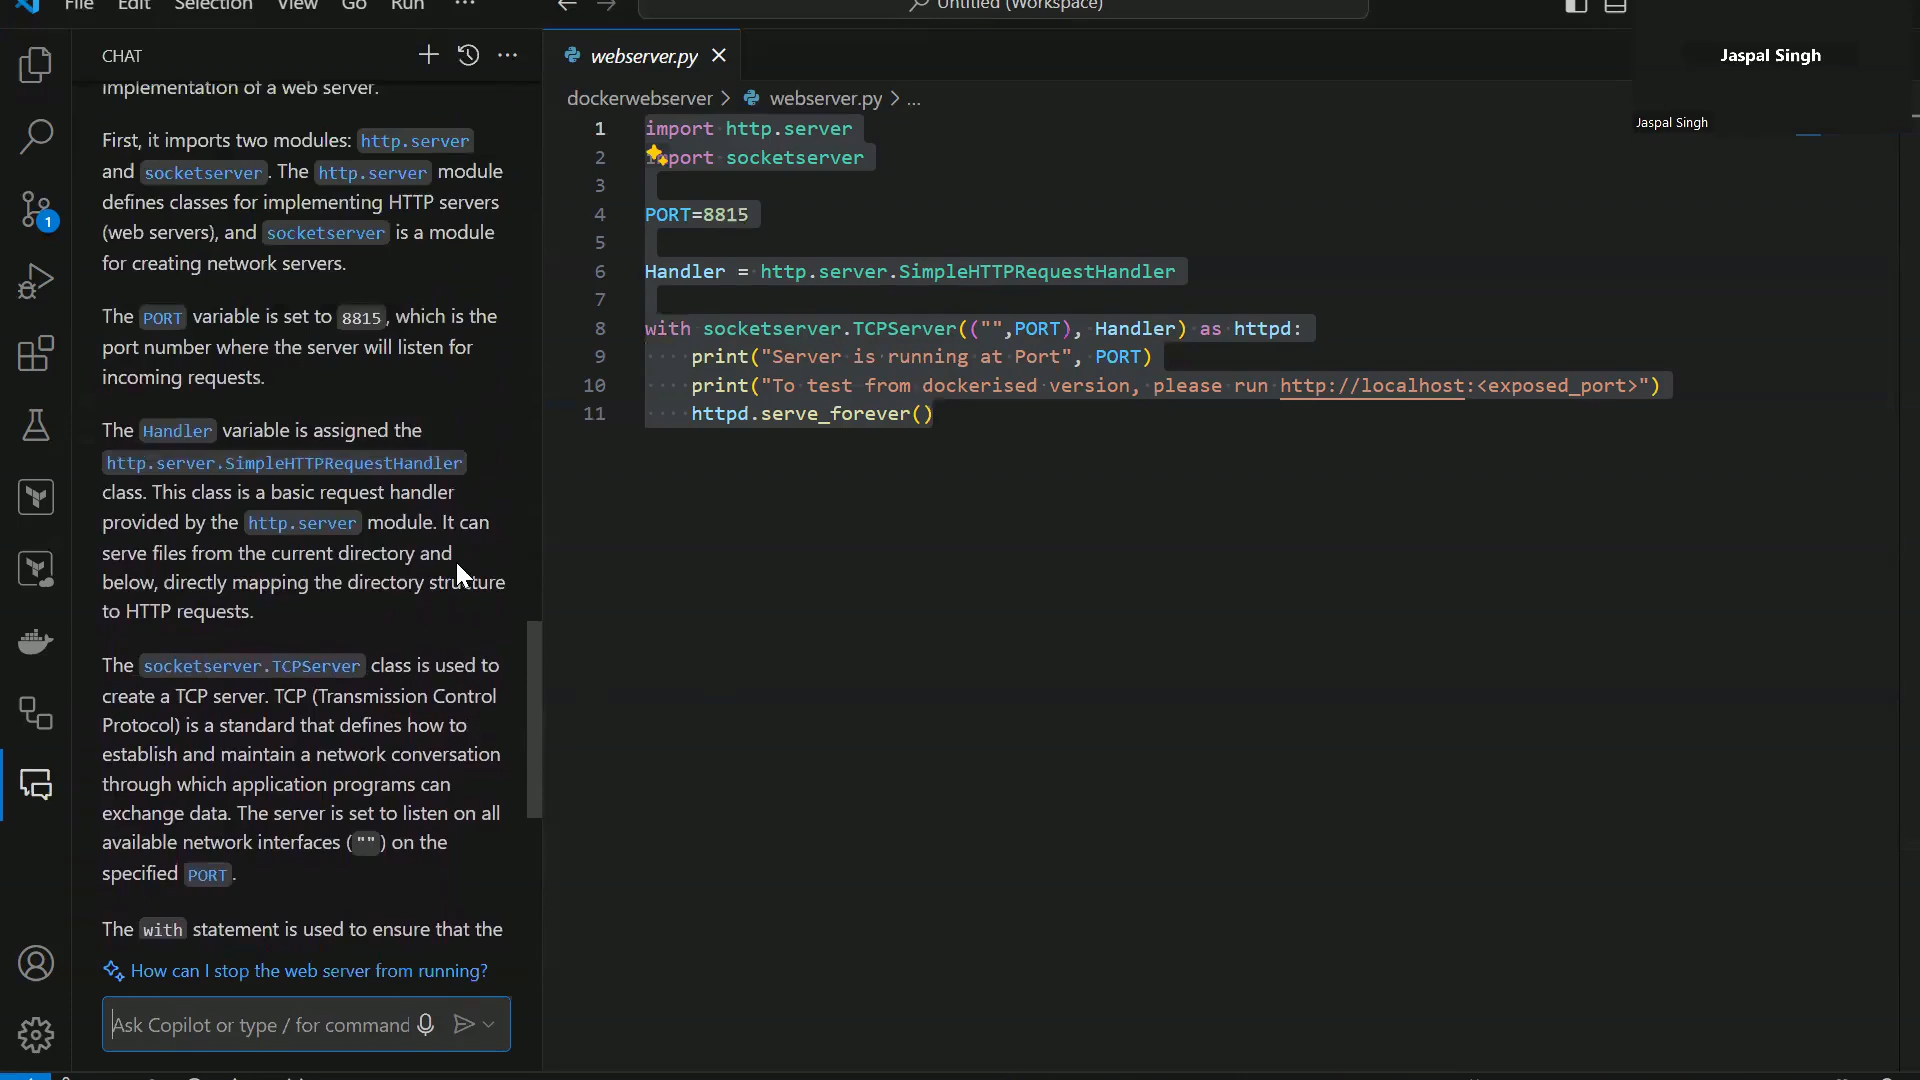 File Edit Selection View Go Run ...
Untitled (Workspace)
CHAT
implementation of a web server.
First, it imports two modules: http.server
and socketserver. The http.server module
defines classes for implementing HTTP servers
(web servers), and socketserver is a module
for creating network servers.
The PORT variable is set to 8815, which is the
port number where the server will listen for
incoming requests.
The Handler variable is assigned the
http.server.SimpleHTTPRequestHandler
class. This class is a basic request handler
provided by the http.server module. It can
serve files from the current directory and
below, directly mapping the directory structure
to HTTP requests.
The socketserver.TCPServer class is used to
create a TCP server. TCP (Transmission Control
Protocol) is a standard that defines how to
establish and maintain a network conversation
through which application programs can
exchange data. The server is set to listen on all
available network interfaces ("") on the
specified PORT.
The with statement is used to ensure that the
How can I stop the web server from running?
Ask Copilot or type / for command
1
webserver.py
dockerwebserver > webserver.py > ...
1 import http.server
2 import socketserver
3
4 PORT=8815
5
6 Handler = http.server.SimpleHTTPRequestHandler
7
8 with socketserver.TCPServer(("",PORT), Handler) as httpd:
9 print("Server is running at Port", PORT)
10 print("To test from dockerised version, please run http://localhost:<exposed_port>")
11 httpd.serve_forever()
Jaspal Singh
Jaspal Singh